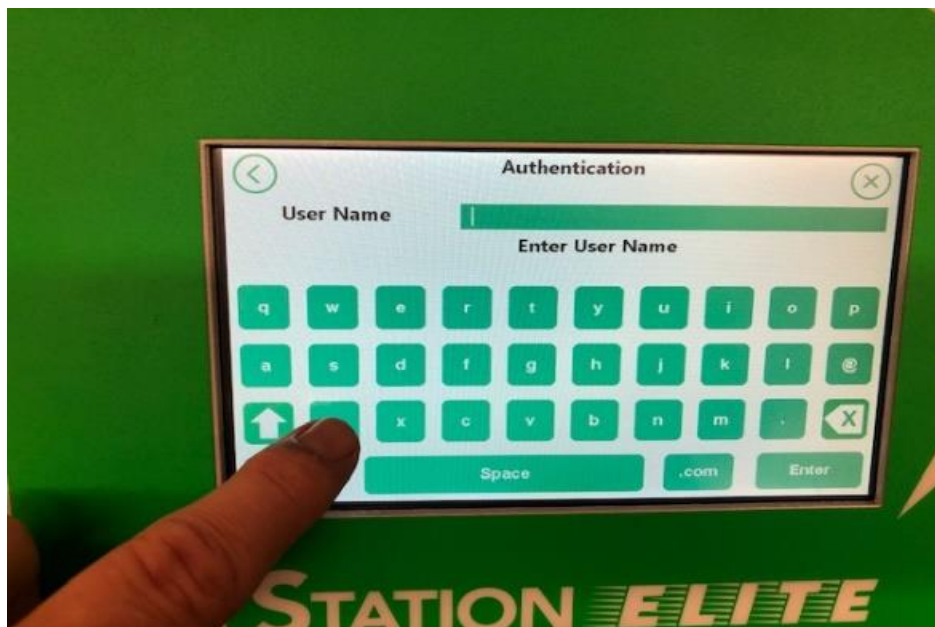 Authentication
User Name
Enter User Name
q w e r t y u i o p
a s d f g h j k l @
x c v b n m .
Space .com Enter
STATION ELITE